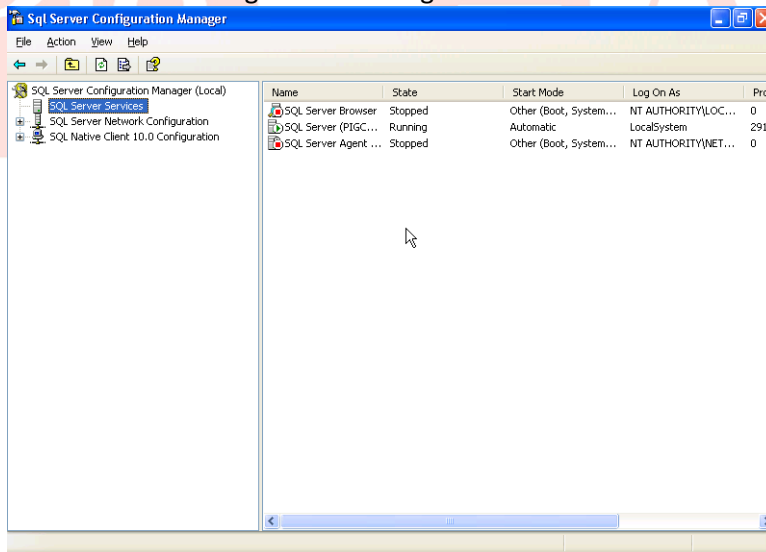 Sql Server Configuration Manager
File Action View Help
SQL Server Configuration Manager (Local)
SQL Server Services
SQL Server Network Configuration
SQL Native Client 10.0 Configuration
Name State Start Mode Log On As Pro
SQL Server Browser Stopped Other (Boot, System... NT AUTHORITY\LOC... 0
SQL Server (PIGC... Running Automatic LocalSystem 291
SQL Server Agent ... Stopped Other (Boot, System... NT AUTHORITY\NET... 0